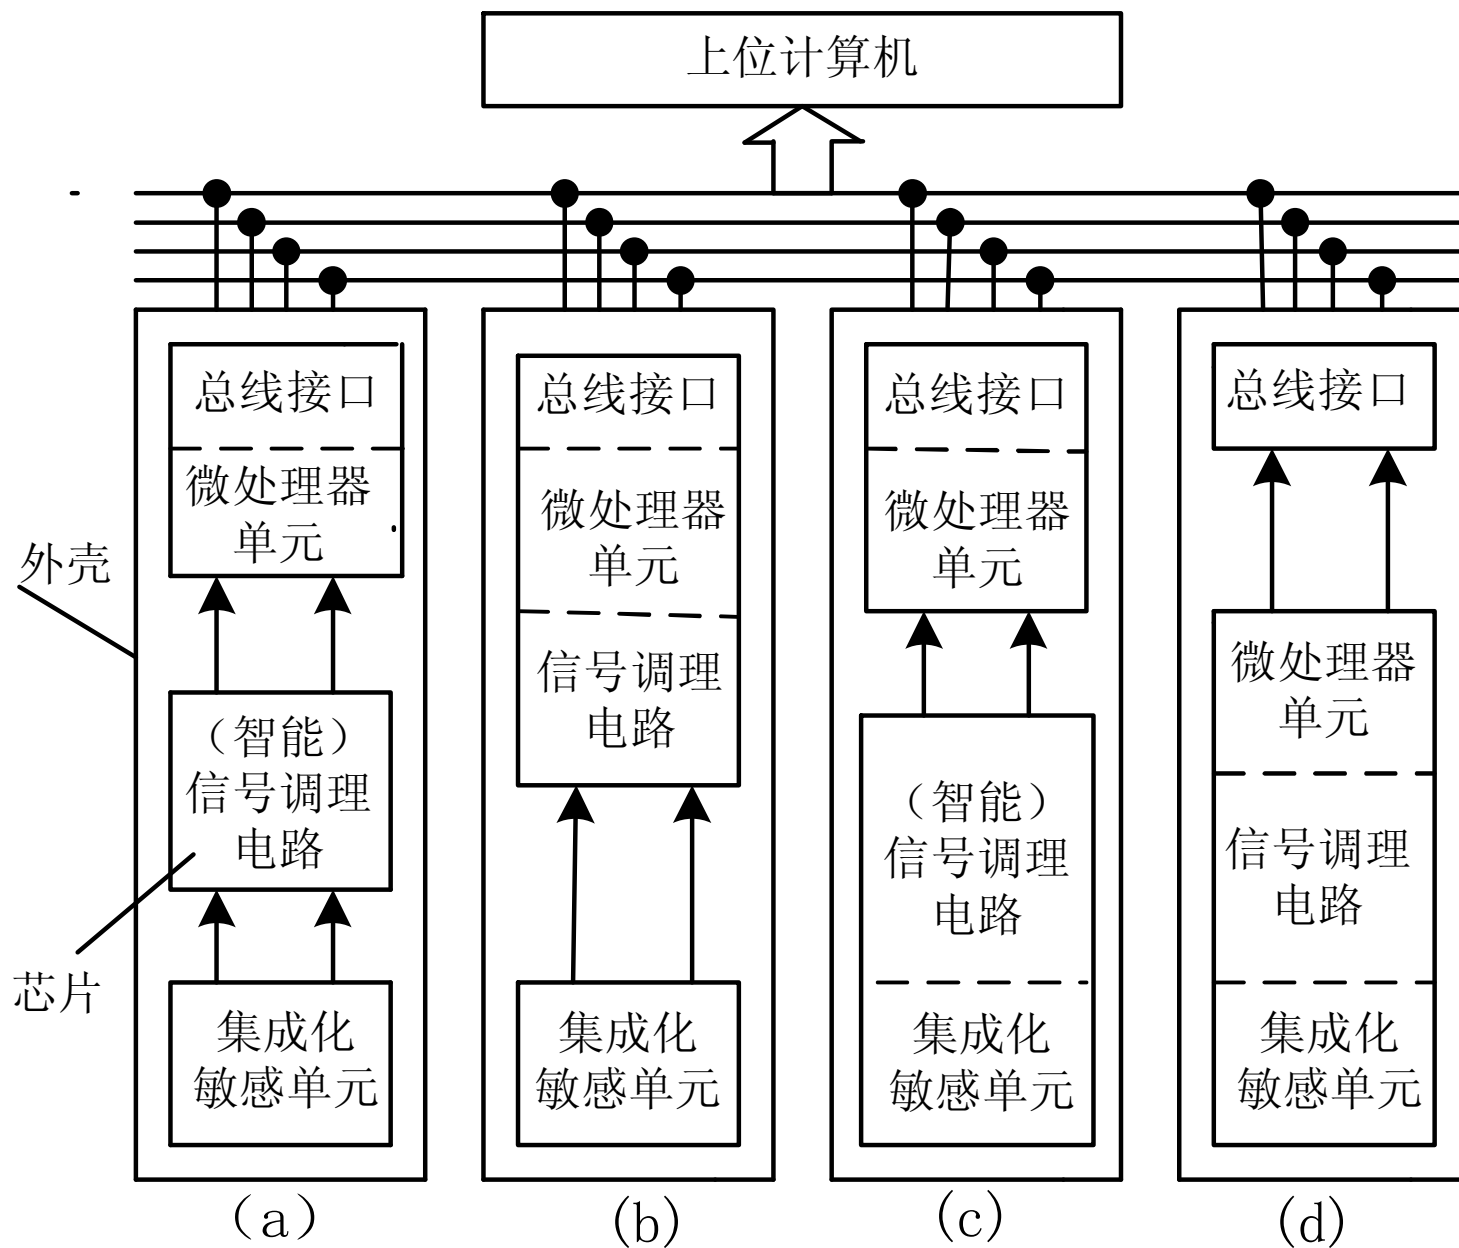 上位计算机
总线接口
微处理器
单元
（智能）
信号调理
电路
集成化
敏感单元
外壳
芯片
(a)
总线接口
微处理器
单元
信号调理
电路
集成化
敏感单元
(b)
总线接口
微处理器
单元
（智能）
信号调理
电路
集成化
敏感单元
(c)
总线接口
微处理器
单元
信号调理
电路
集成化
敏感单元
(d)